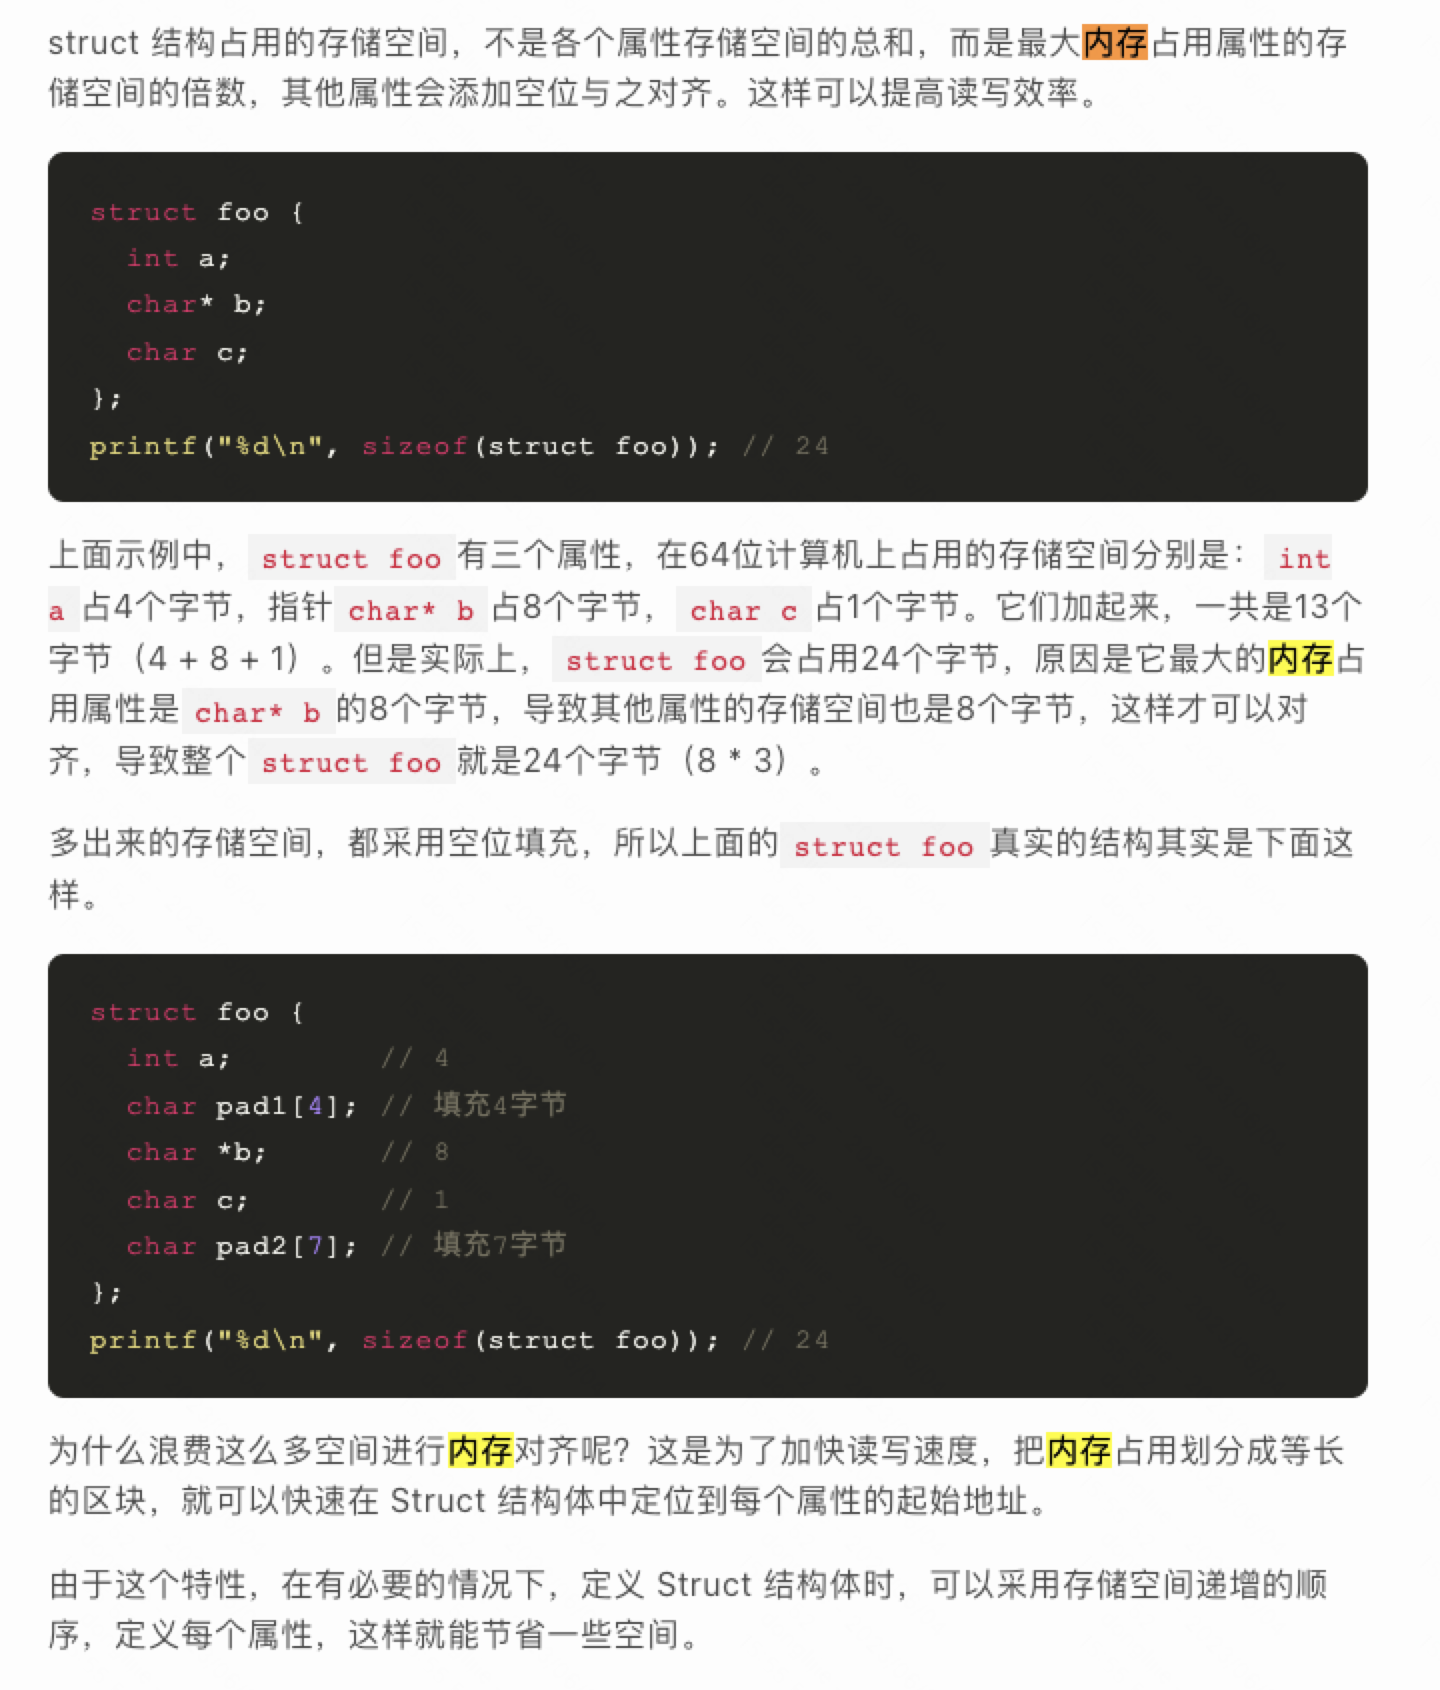 struct 结构占用的存储空间，不是各个属性存储空间的总和，而是最大内存占用属性的存
储空间的倍数，其他属性会添加空位与之对齐。这样可以提高读写效率。
struct foo {
  int a;
  char* b;
  char c;
};
printf("%d\n", sizeof(struct foo)); // 24
上面示例中， struct foo 有三个属性，在64位计算机上占用的存储空间分别是： int
a 占4个字节，指针 char* b 占8个字节， char c 占1个字节。它们加起来，一共是13个
字节（4 + 8 + 1）。但是实际上， struct foo 会占用24个字节，原因是它最大的内存占
用属性是 char* b 的8个字节，导致其他属性的存储空间也是8个字节，这样才可以对
齐，导致整个 struct foo 就是24个字节（8 * 3）。
多出来的存储空间，都采用空位填充，所以上面的 struct foo 真实的结构其实是下面这
样。
struct foo {
  int a;        // 4
  char pad1[4]; // 填充4字节
  char *b;      // 8
  char c;       // 1
  char pad2[7]; // 填充7字节
};
printf("%d\n", sizeof(struct foo)); // 24
为什么浪费这么多空间进行内存对齐呢？这是为了加快读写速度，把内存占用划分成等长
的区块，就可以快速在 Struct 结构体中定位到每个属性的起始地址。
由于这个特性，在有必要的情况下，定义 Struct 结构体时，可以采用存储空间递增的顺
序，定义每个属性，这样就能节省一些空间。